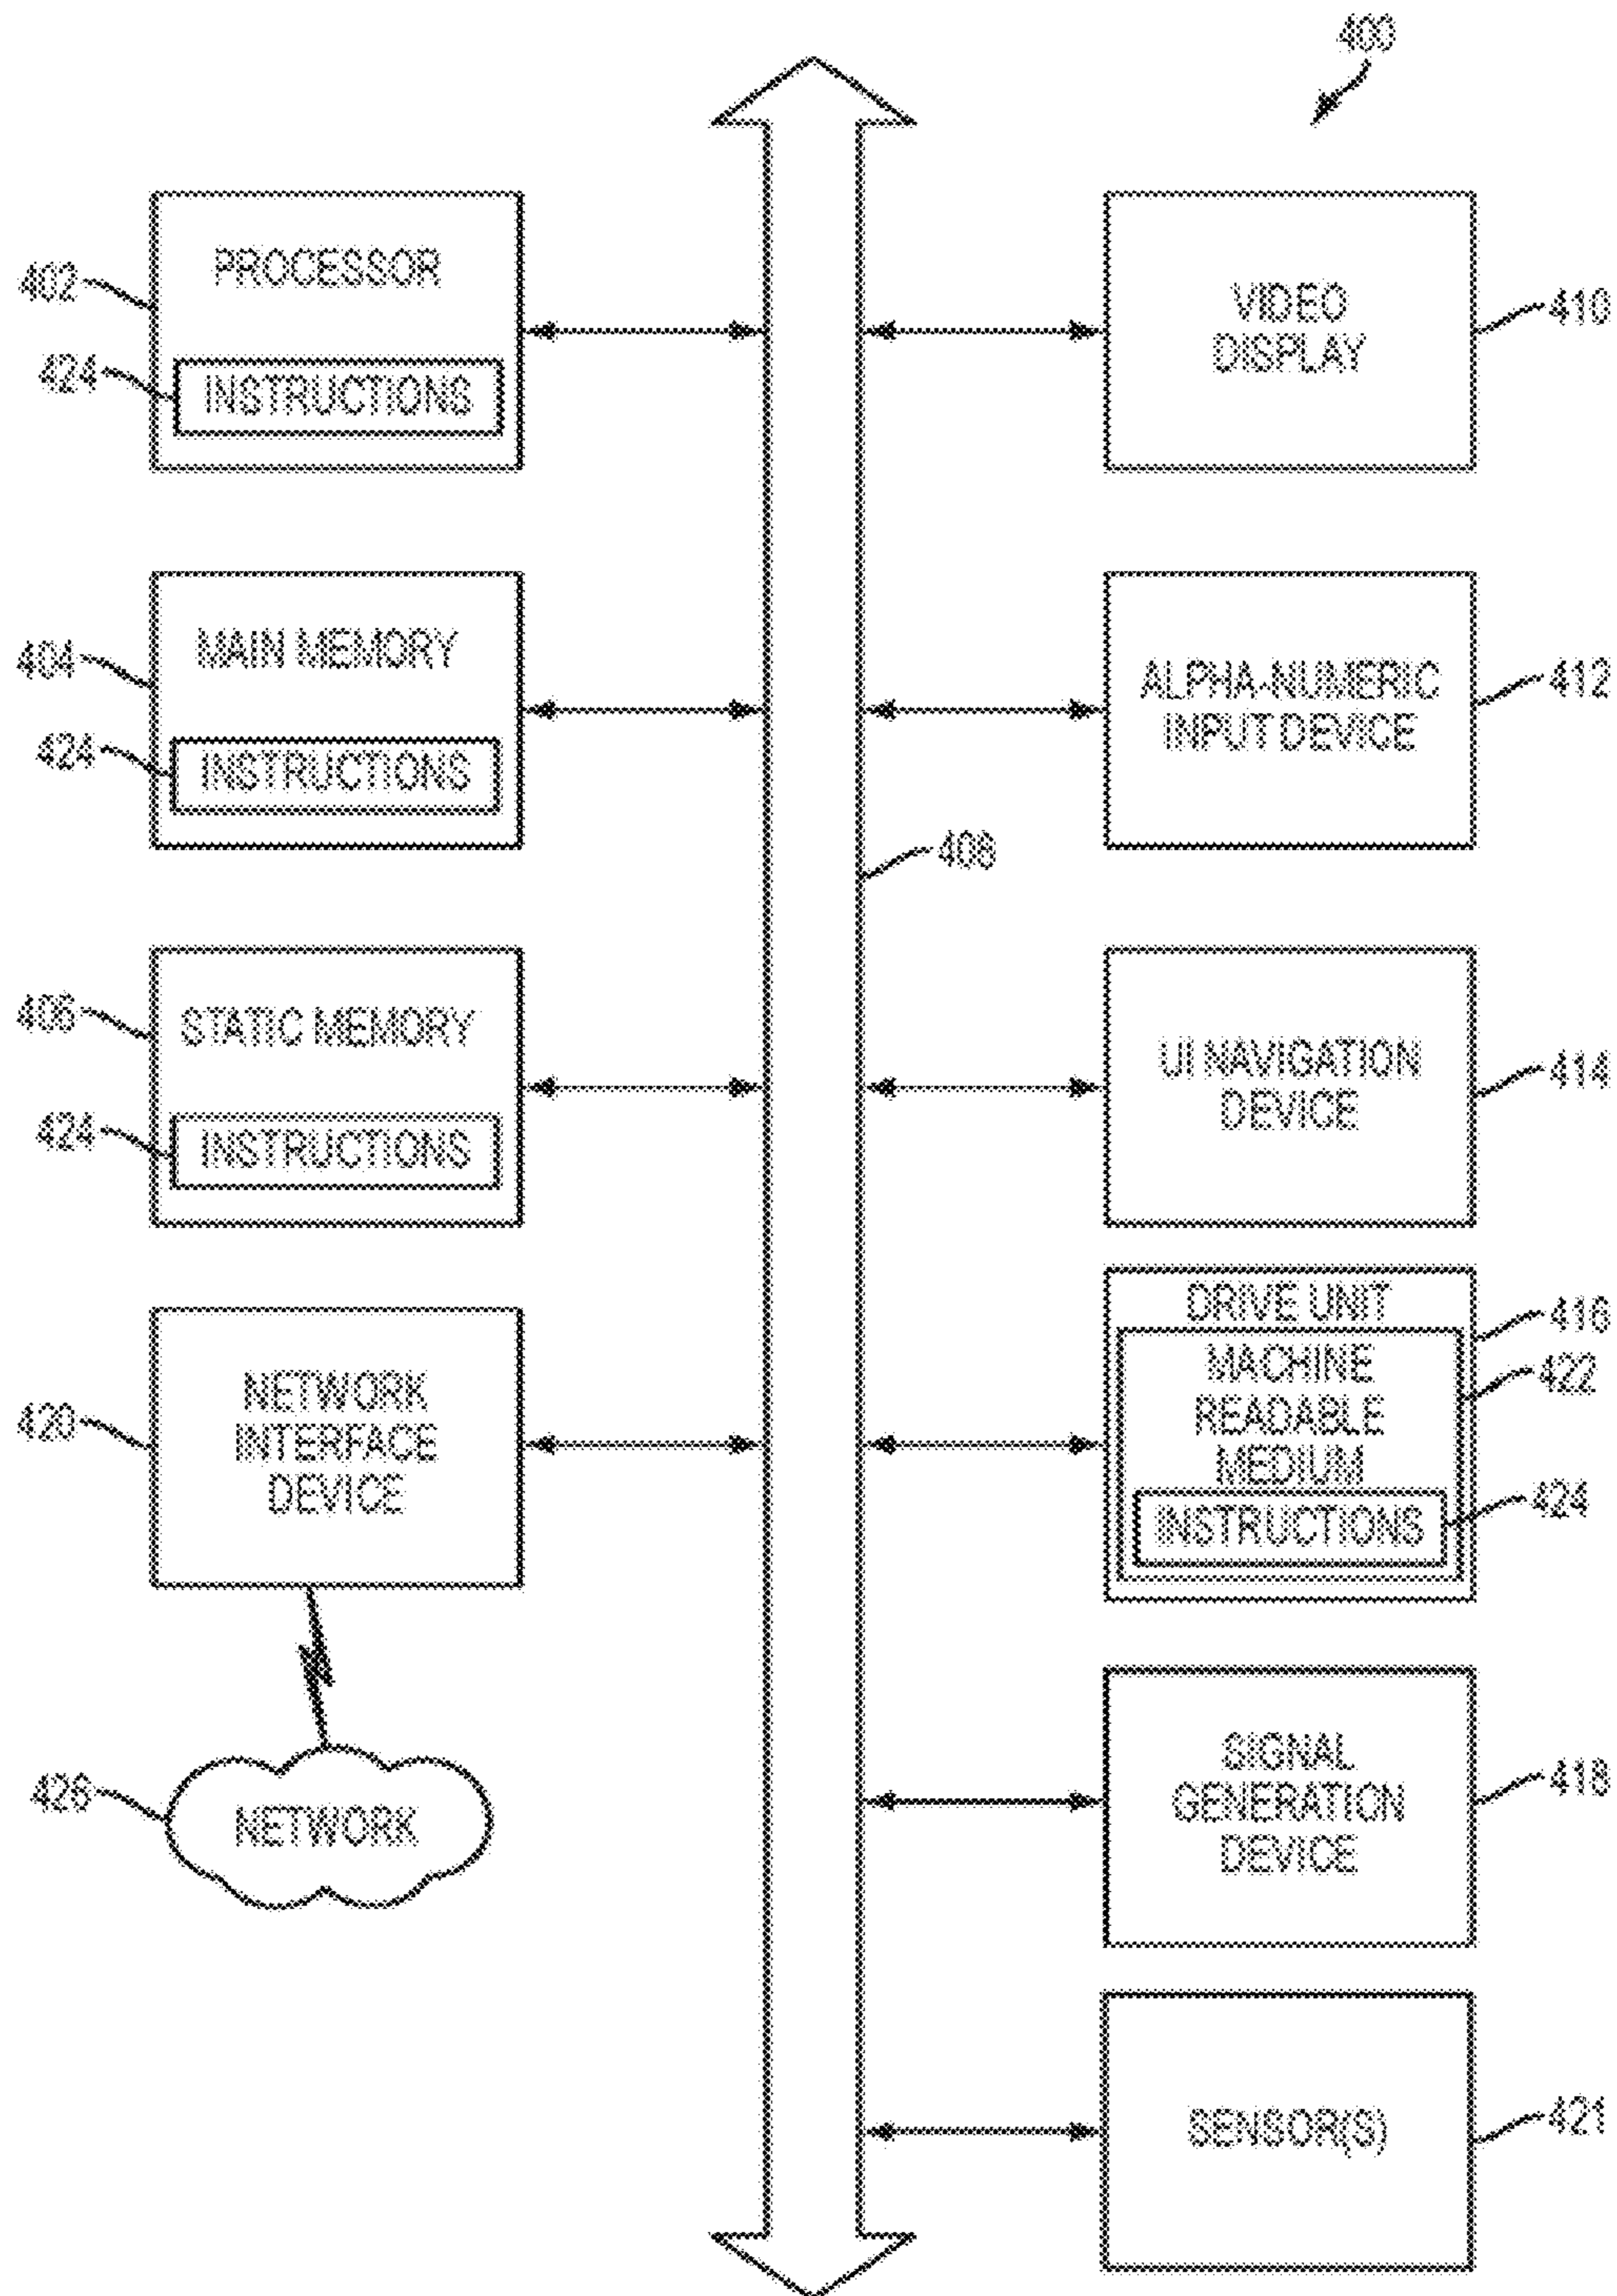 400
402
PROCESSOR
424
INSTRUCTIONS
404
MAIN MEMORY
424
INSTRUCTIONS
406
STATIC MEMORY
424
INSTRUCTIONS
420
NETWORK
INTERFACE
DEVICE
426
NETWORK
408
VIDEO
DISPLAY
410
ALPHA-NUMERIC
INPUT DEVICE
412
UI NAVIGATION
DEVICE
414
DRIVE UNIT
416
MACHINE
READABLE
MEDIUM
422
INSTRUCTIONS
424
SIGNAL
GENERATION
DEVICE
418
SENSOR(S)
421